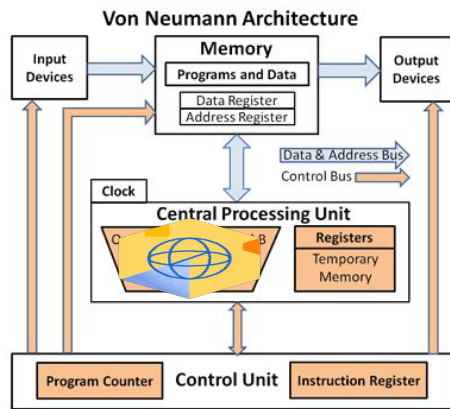 Von Neumann Architecture
Input
Devices
Memory
Programs and Data
Data Register
Address Register
Output
Devices
Data & Address Bus
Control Bus
Clock
Central Processing Unit
B
Registers
Temporary
Memory
Program Counter
Control Unit
Instruction Register